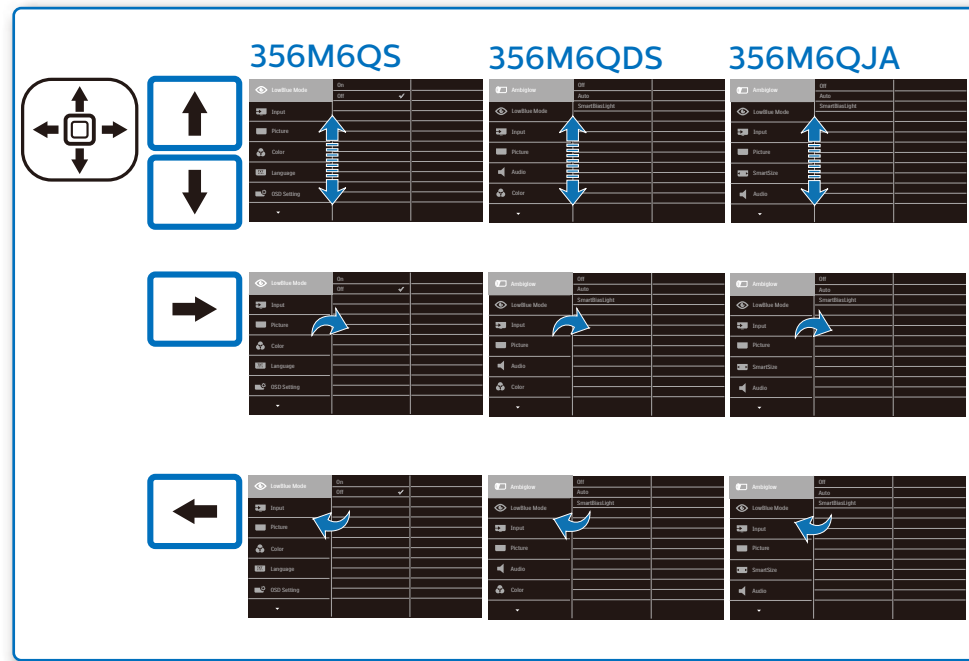 356M6QS
356M6QDS
356M6QJA
LowBlue Mode
On
Off
Input
Picture
Color
Language
OSD Setting
Ambiglow
Off
Auto
SmartBiasLight
LowBlue Mode
Input
Picture
Audio
Color
Ambiglow
Off
Auto
SmartBiasLight
LowBlue Mode
Input
Picture
SmartSize
Audio
LowBlue Mode
On
Off
Input
Picture
Color
Language
OSD Setting
Ambiglow
Off
Auto
SmartBiasLight
LowBlue Mode
Input
Picture
Audio
Color
Ambiglow
Off
Auto
SmartBiasLight
LowBlue Mode
Input
Picture
SmartSize
Audio
LowBlue Mode
On
Off
Input
Picture
Color
Language
OSD Setting
Ambiglow
Off
Auto
SmartBiasLight
LowBlue Mode
Input
Picture
Audio
Color
Ambiglow
Off
Auto
SmartBiasLight
LowBlue Mode
Input
Picture
SmartSize
Audio